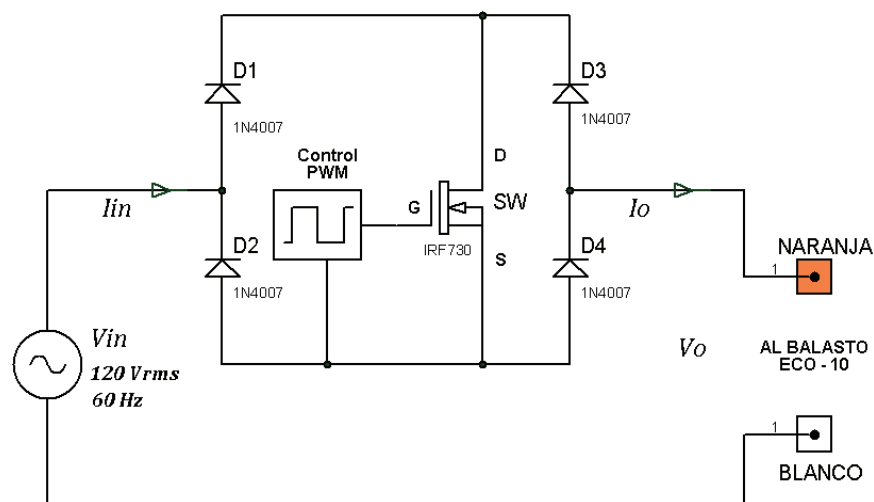 D1
1N4007
D3
1N4007
Control
PWM
D
SW
G
IRF730
S
Iin
Io
D2
1N4007
D4
1N4007
NARANJA
1
Vin
120 Vrms
60 Hz
Vo
AL BALASTO
ECO - 10
1
BLANCO